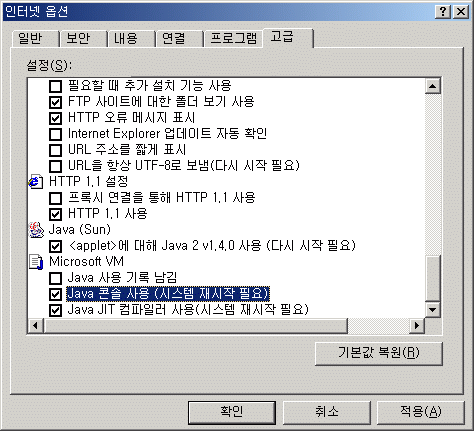 인터넷 옵션
일반 보안 내용 연결 프로그램 고급
설정(S):
필요할 때 추가 설치 기능 사용
FTP 사이트에 대한 폴더 보기 사용
HTTP 오류 메시지 표시
Internet Explorer 업데이트 자동 확인
URL 주소를 짧게 표시
URL을 항상 UTF-8로 보냄(다시 시작 필요)
HTTP 1.1 설정
프록시 연결을 통해 HTTP 1.1 사용
HTTP 1.1 사용
Java (Sun)
<applet>에 대해 Java 2 v1.4.0 사용 (다시 시작 필요)
Microsoft VM
Java 사용 기록 남김
Java 콘솔 사용 (시스템 재시작 필요)
Java JIT 컴파일러 사용(시스템 재시작 필요)
기본값 복원(R)
확인 취소 적용(A)